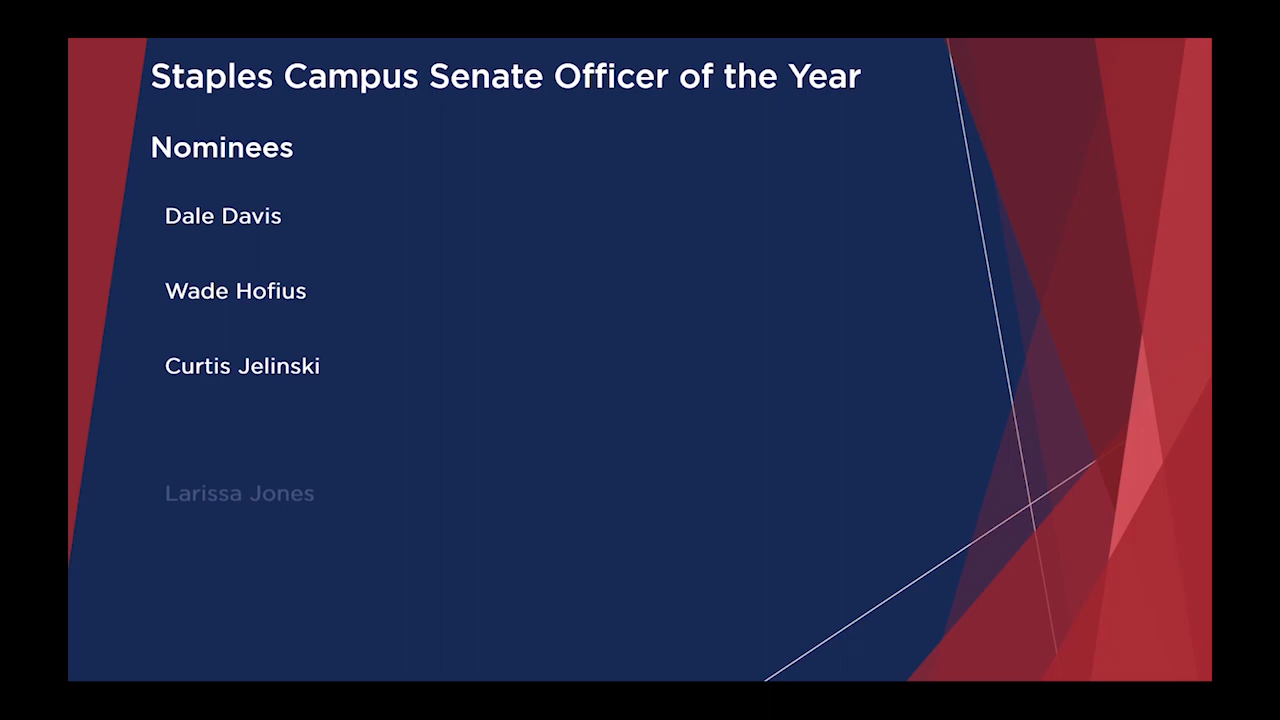 Staples Campus Senate Officer of the Year
Nominees
Dale Davis
Wade Hofius
Curtis Jelinski
Larissa Jones